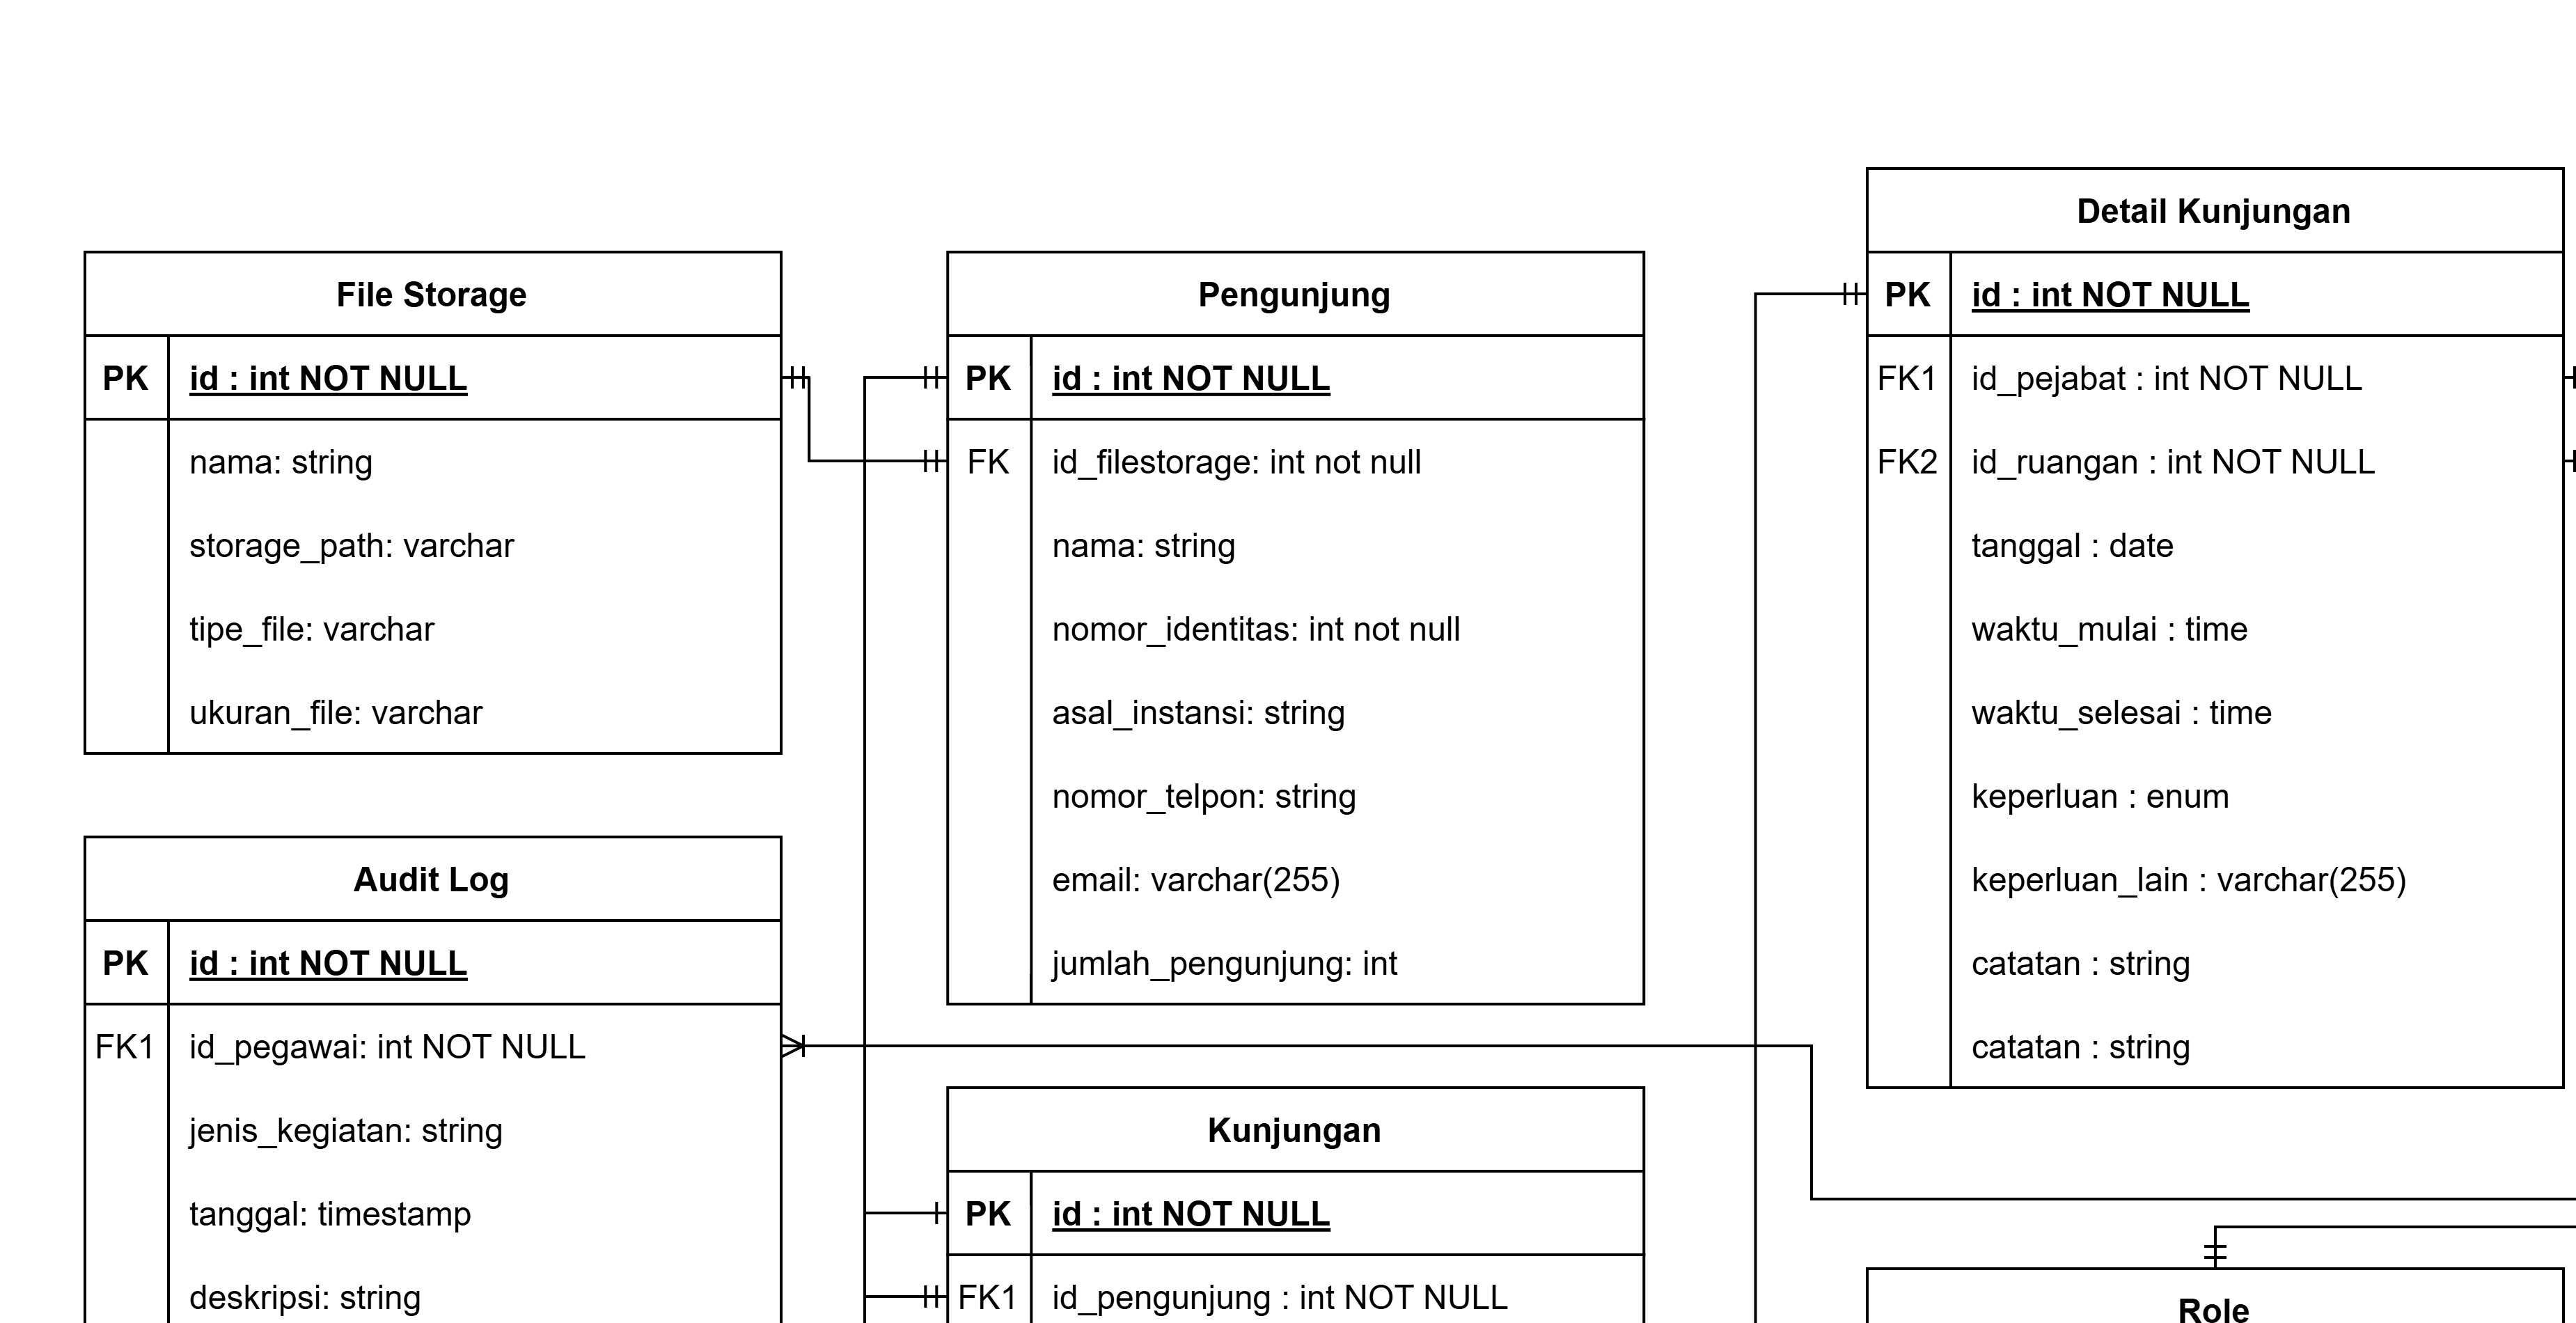 File Storage
PK id : int NOT NULL
nama: string
storage_path: varchar
tipe_file: varchar
ukuran_file: varchar
Audit Log
PK id : int NOT NULL
FK1 id_pegawai: int NOT NULL
jenis_kegiatan: string
tanggal: timestamp
deskripsi: string
Pengunjung
PK id : int NOT NULL
FK id_filestorage: int not null
nama: string
nomor_identitas: int not null
asal_instansi: string
nomor_telpon: string
email: varchar(255)
jumlah_pengunjung: int
Kunjungan
PK id : int NOT NULL
FK1 id_pengunjung : int NOT NULL
Detail Kunjungan
PK id : int NOT NULL
FK1 id_pejabat : int NOT NULL
FK2 id_ruangan : int NOT NULL
tanggal : date
waktu_mulai : time
waktu_selesai : time
keperluan : enum
keperluan_lain : varchar(255)
catatan : string
catatan : string
Role